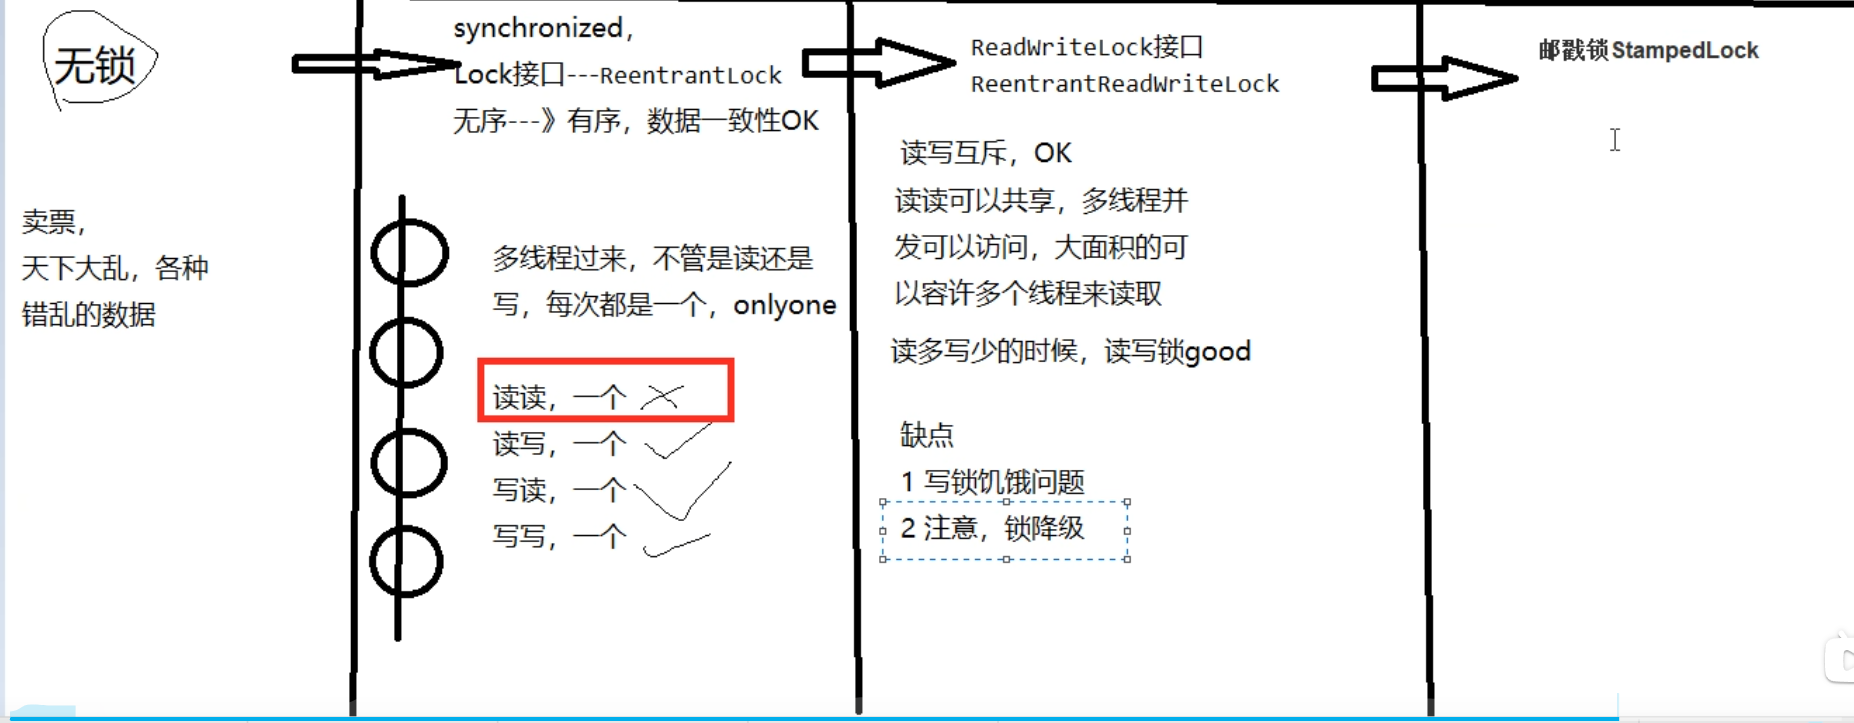 无锁
卖票，
天下大乱，各种
错乱的数据
synchronized，
Lock接口---ReentrantLock
无序---》有序，数据一致性OK
多线程过来，不管是读还是
写，每次都是一个，onlyone
读读，一个
读写，一个
写读，一个
写写，一个
ReadWriteLock接口
ReentrantReadWriteLock
读写互斥，OK
读读可以共享，多线程并
发可以访问，大面积的可
以容许多个线程来读取
读多写少的时候，读写锁good
缺点
1 写锁饥饿问题
2 注意，锁降级
邮戳锁StampedLock